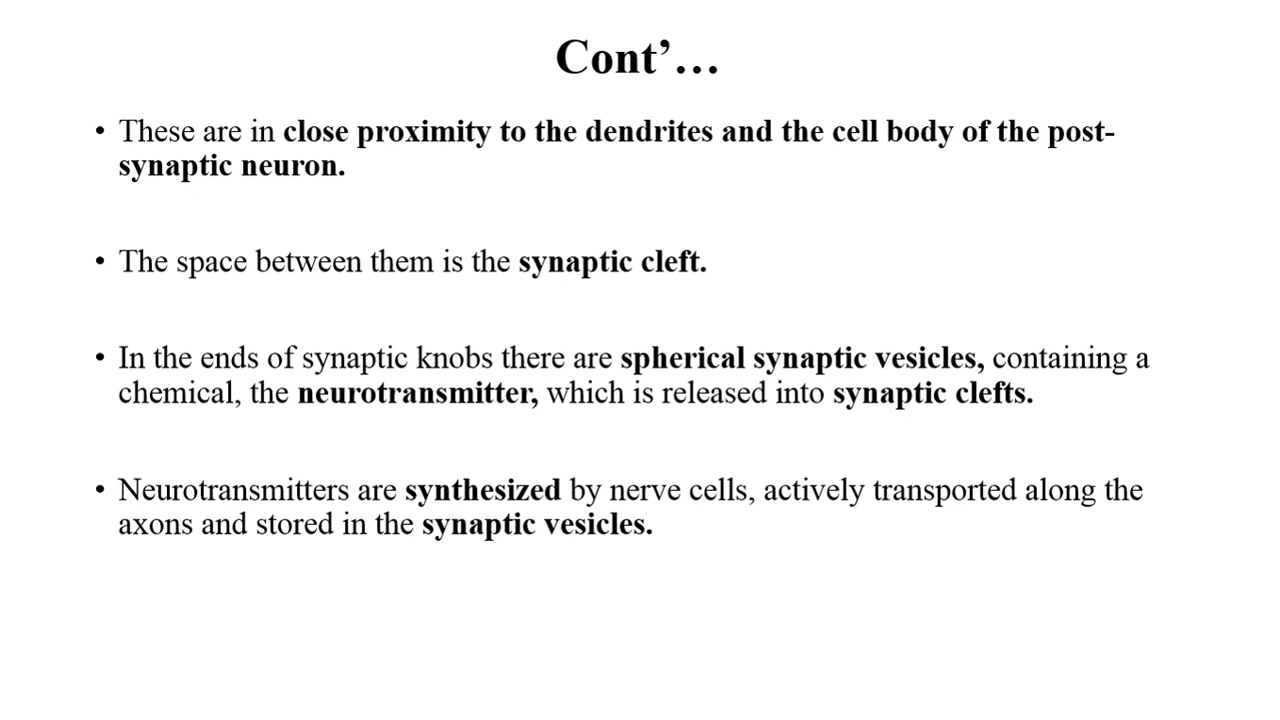 Cont’…
• These are in close proximity to the dendrites and the cell body of the post-
synaptic neuron.
• The space between them is the synaptic cleft.
• In the ends of synaptic knobs there are spherical synaptic vesicles, containing a
chemical, the neurotransmitter, which is released into synaptic clefts.
• Neurotransmitters are synthesized by nerve cells, actively transported along the
axons and stored in the synaptic vesicles.